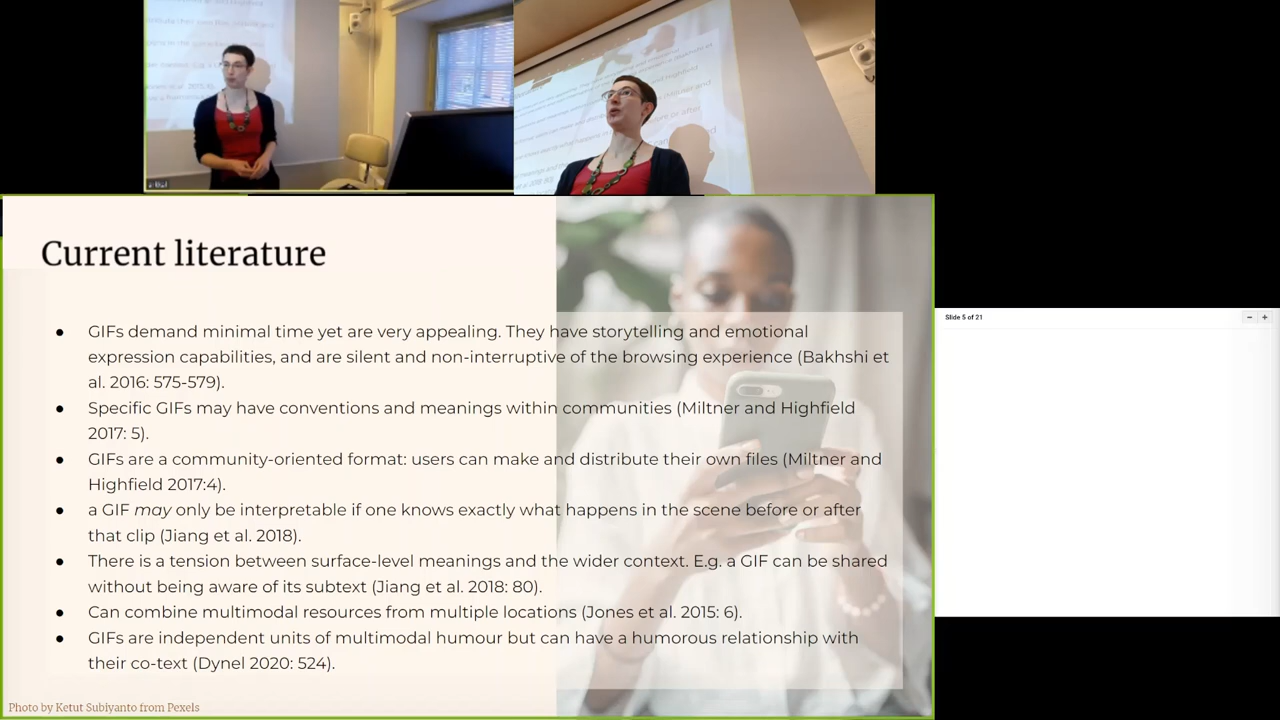 Current literature
● GIFs demand minimal time yet are very appealing. They have storytelling and emotional
expression capabilities, and are silent and non-interruptive of the browsing experience (Bakhshi et
al. 2016: 575-579).
● Specific GIFs may have conventions and meanings within communities (Miltner and Highfield
2017: 5).
● GIFs are a community-oriented format: users can make and distribute their own files (Miltner and
Highfield 2017:4).
● a GIF may only be interpretable if one knows exactly what happens in the scene before or after
that clip (Jiang et al. 2018).
● There is a tension between surface-level meanings and the wider context. E.g. a GIF can be shared
without being aware of its subtext (Jiang et al. 2018: 80).
● Can combine multimodal resources from multiple locations (Jones et al. 2015: 6).
● GIFs are independent units of multimodal humour but can have a humorous relationship with
their co-text (Dynel 2020: 524).
Photo by Ketut Subiyanto from Pexels
Slide 5 of 21